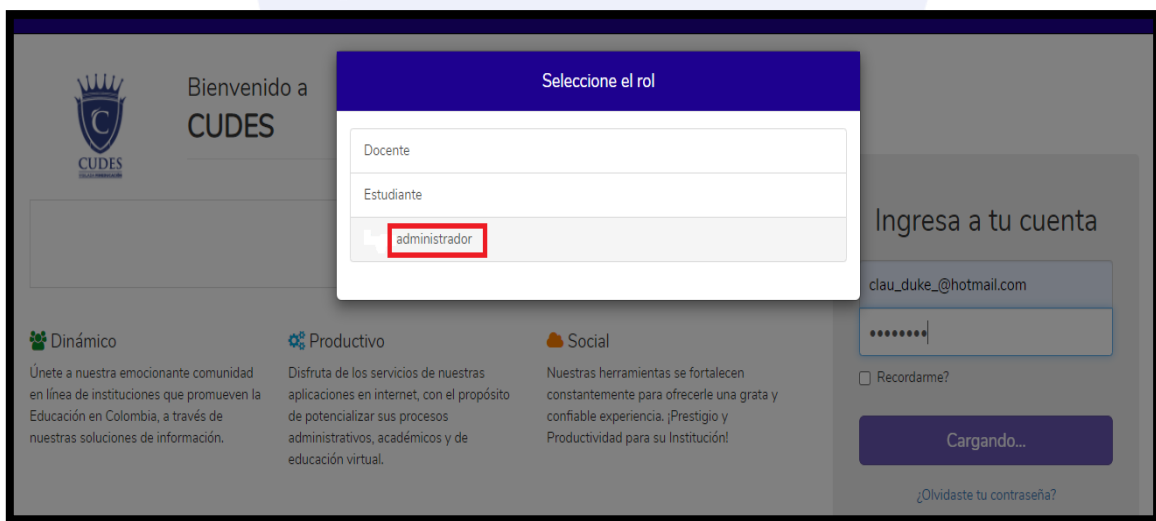 Seleccione el rol
Docente
Estudiante
administrador
Bienvenido a
CUDES
C
CUDES
Ingresa a tu cuenta
clau_duke_@hotmail.com
••••••••
Recordarme?
Cargando...
¿Olvidaste tu contraseña?
Dinámico
Únete a nuestra emocionante comunidad
en línea de instituciones que promueven la
Educación en Colombia, a través de
nuestras soluciones de información.
Productivo
Disfruta de los servicios de nuestras
aplicaciones en internet, con el propósito
de potencializar sus procesos
administrativos, académicos y de
educación virtual.
Social
Nuestras herramientas se fortalecen
constantemente para ofrecerle una grata y
confiable experiencia. ¡Prestigio y
Productividad para su Institución!